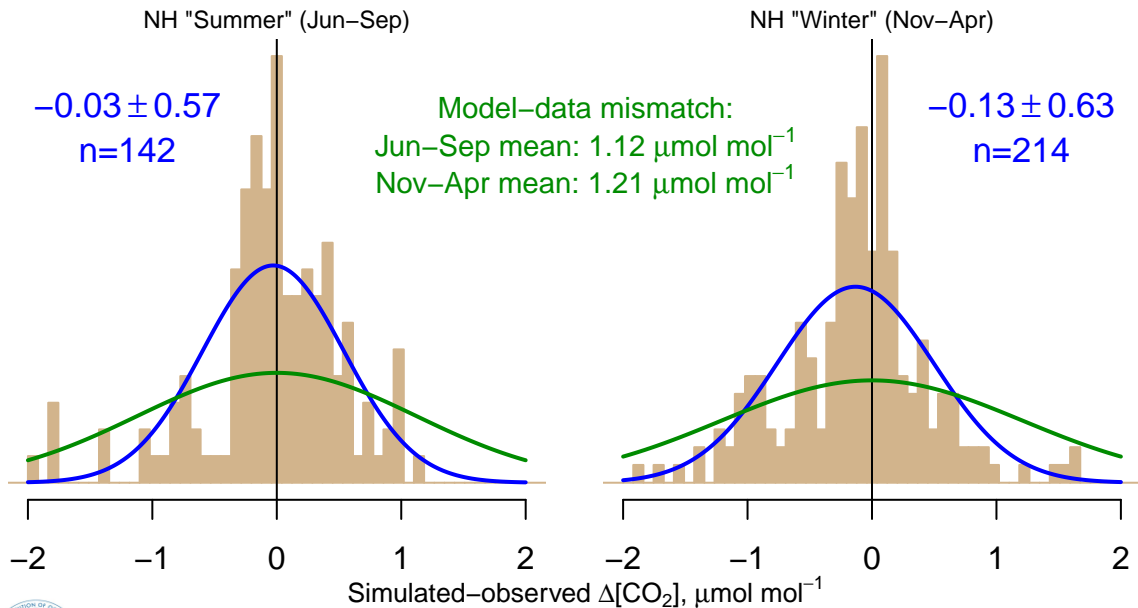 NH "Summer" (Jun−Sep)
NH "Winter" (Nov−Apr)
−0.03 ± 0.57
n=142
Model−data mismatch:
Jun−Sep mean: 1.12 μmol mol⁻¹
Nov−Apr mean: 1.21 μmol mol⁻¹
−0.13 ± 0.63
n=214
−2 −1 0 1 2
−2 −1 0 1 2
Simulated−observed Δ[CO₂], μmol mol⁻¹